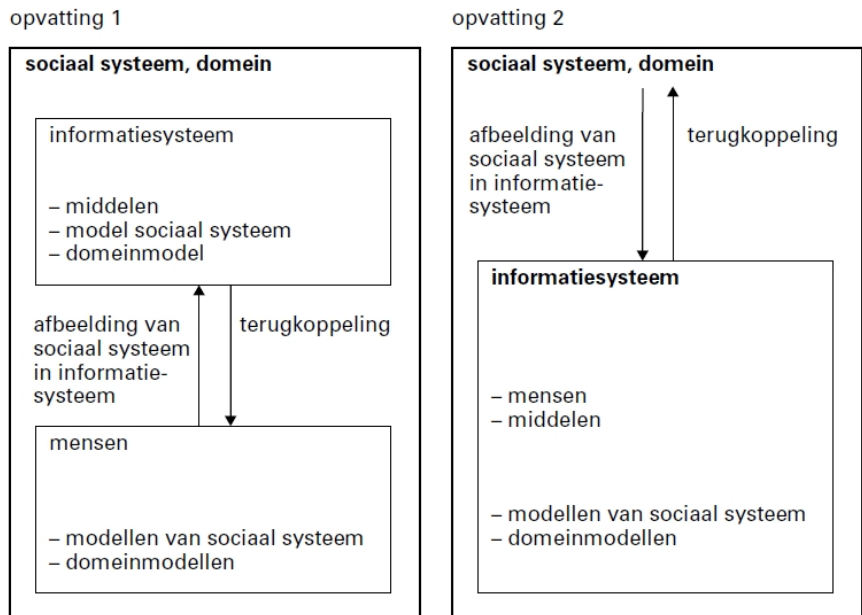 opvatting 1
sociaal systeem, domein
informatiesysteem
– middelen
– model sociaal systeem
– domeinmodel
afbeelding van
sociaal systeem
in informatie-
systeem
terugkoppeling
mensen
– modellen van sociaal systeem
– domeinmodellen
opvatting 2
sociaal systeem, domein
afbeelding van
sociaal systeem
in informatie-
systeem
terugkoppeling
informatiesysteem
– mensen
– middelen
– modellen van sociaal systeem
– domeinmodellen